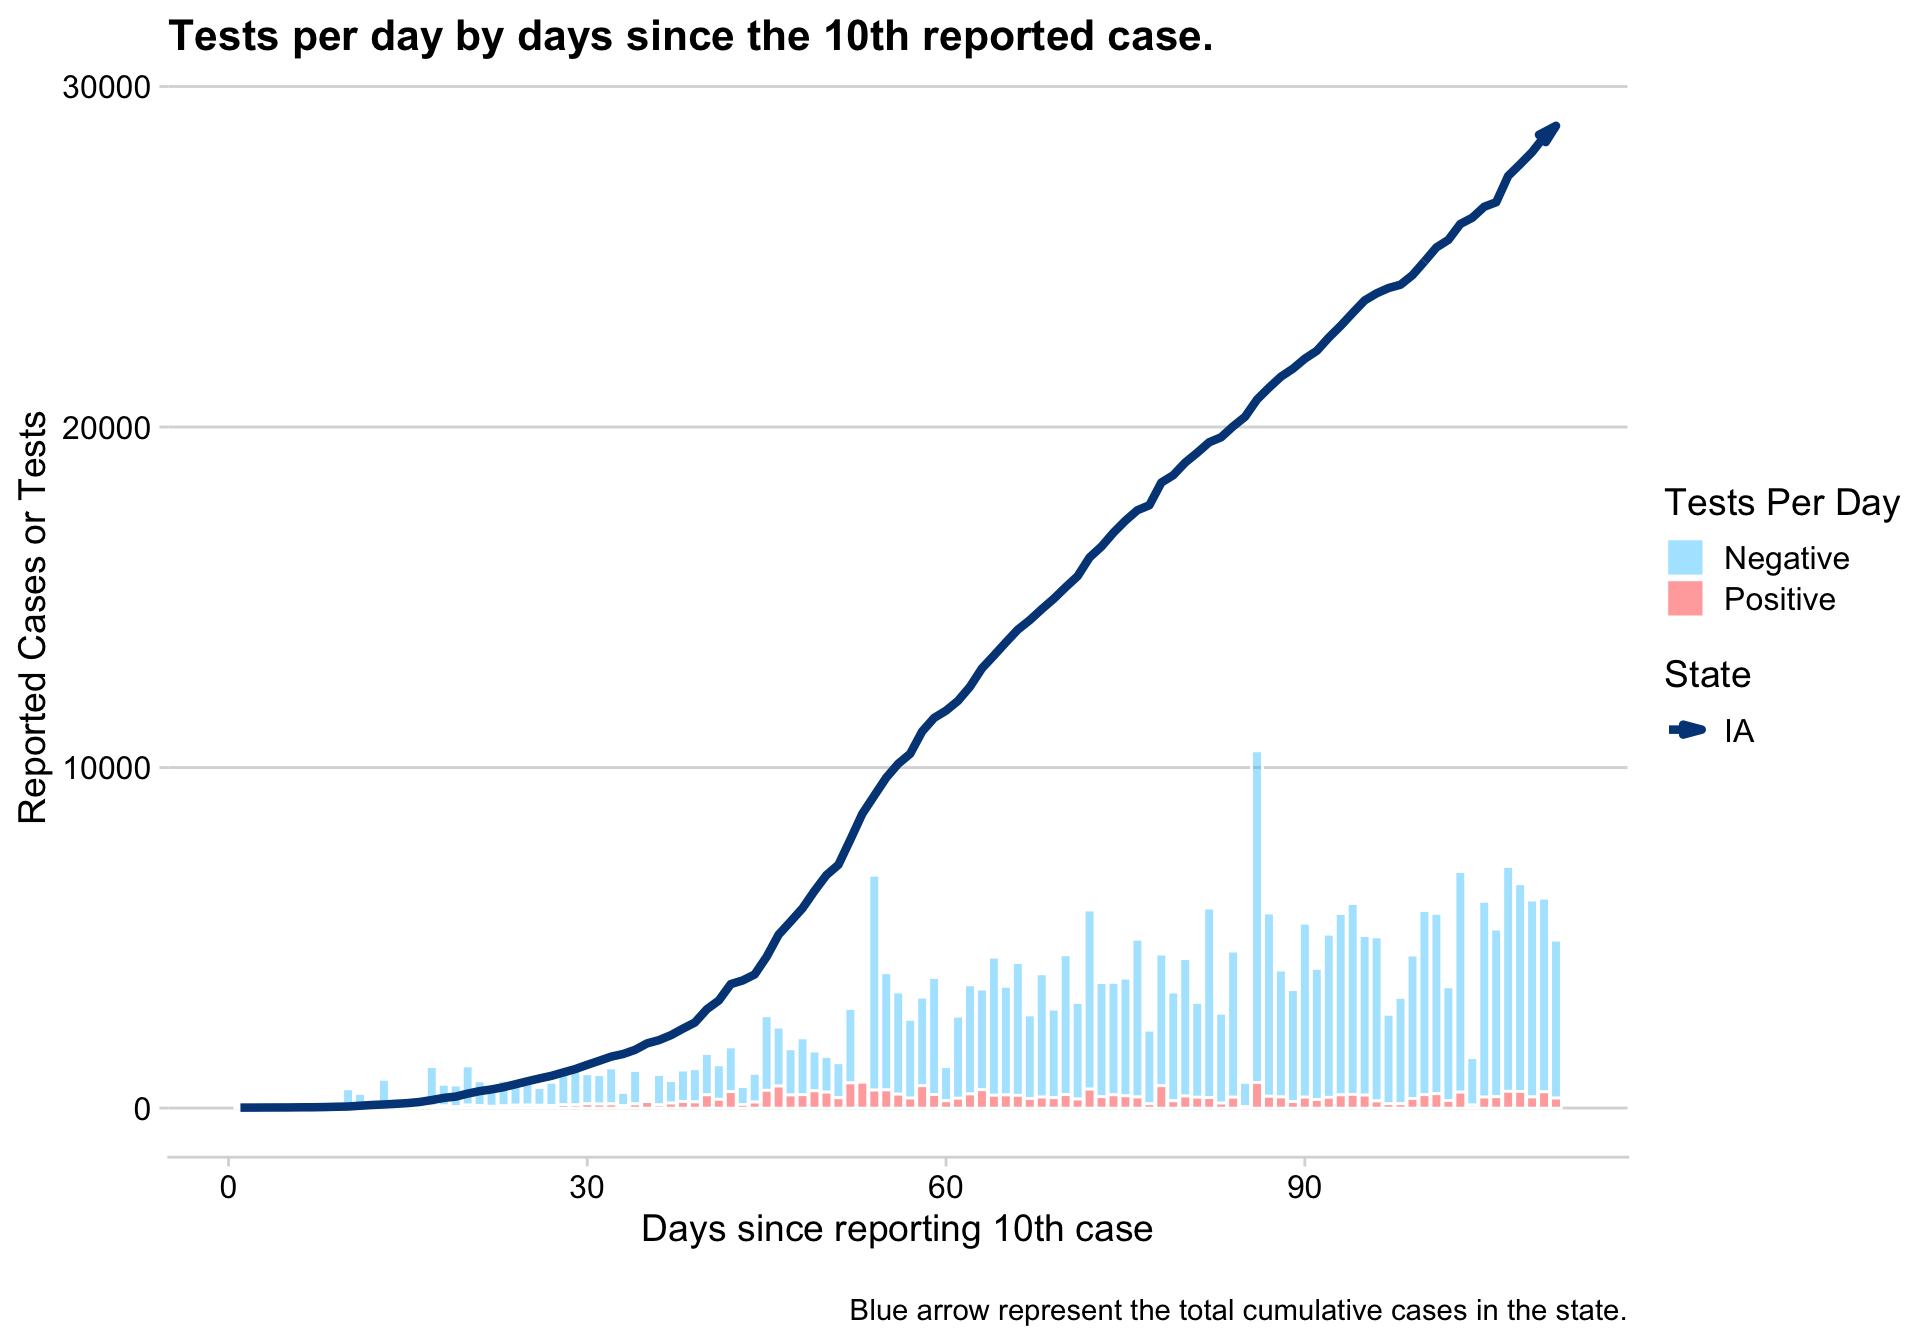 Tests per day by days since the 10th reported case.
30000
20000
10000
0
Reported Cases or Tests
0 30 60 90
Days since reporting 10th case
Tests Per Day
Negative
Positive
State
IA
Blue arrow represent the total cumulative cases in the state.